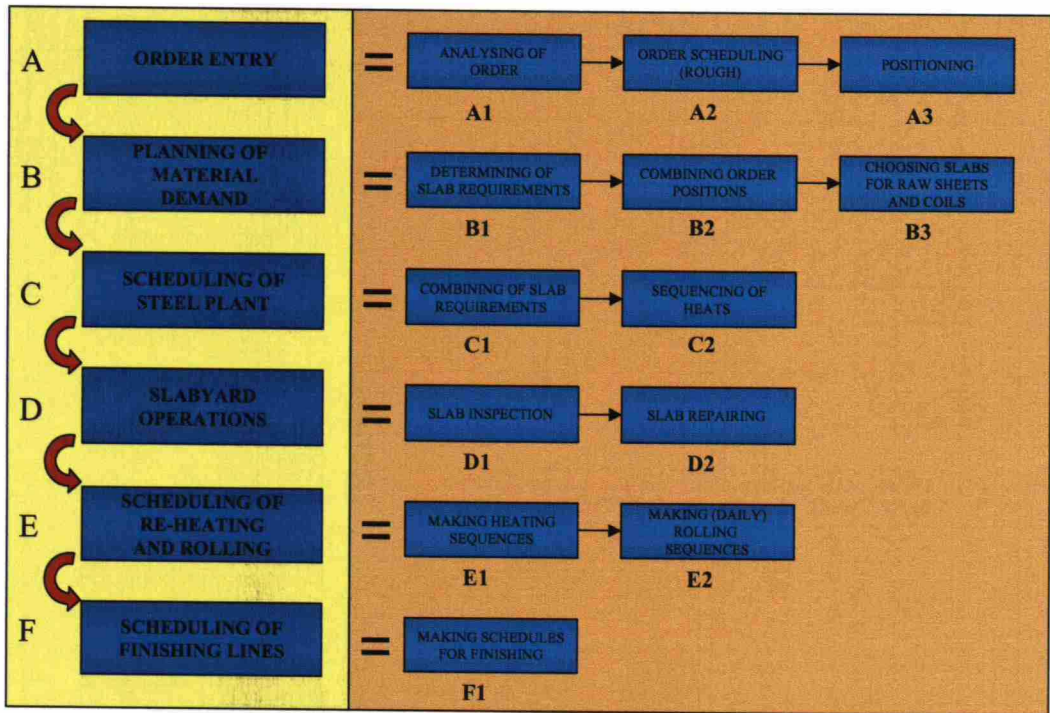 A
ORDER ENTRY
=
ANALYSING OF
ORDER
A1
ORDER SCHEDULING
(ROUGH)
A2
POSITIONING
A3
B
PLANNING OF
MATERIAL
DEMAND
=
DETERMINING OF
SLAB REQUIREMENTS
B1
COMBINING ORDER
POSITIONS
B2
CHOOSING SLABS
FOR RAW SHEETS
AND COILS
B3
C
SCHEDULING OF
STEEL PLANT
=
COMBINING OF SLAB
REQUIREMENTS
C1
SEQUENCING OF
HEATS
C2
D
SLABYARD
OPERATIONS
=
SLAB INSPECTION
D1
SLAB REPAIRING
D2
E
SCHEDULING OF
RE-HEATING
AND ROLLING
=
MAKING HEATING
SEQUENCES
E1
MAKING (DAILY)
ROLLING
SEQUENCES
E2
F
SCHEDULING OF
FINISHING LINES
=
MAKING SCHEDULES
FOR FINISHING
F1